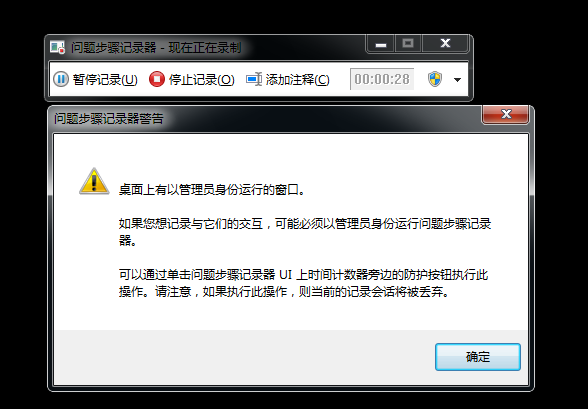 问题步骤记录器 - 现在正在录制
暂停记录(U) 停止记录(O) 添加注释(C) 00:00:28
问题步骤记录器警告
桌面上有以管理员身份运行的窗口。
如果您想记录与它们的交互，可能必须以管理员身份运行问题步骤记录
器。
可以通过单击问题步骤记录器 UI 上时间计数器旁边的防护按钮执行此
操作。请注意，如果执行此操作，则当前的记录会话将被丢弃。
确定